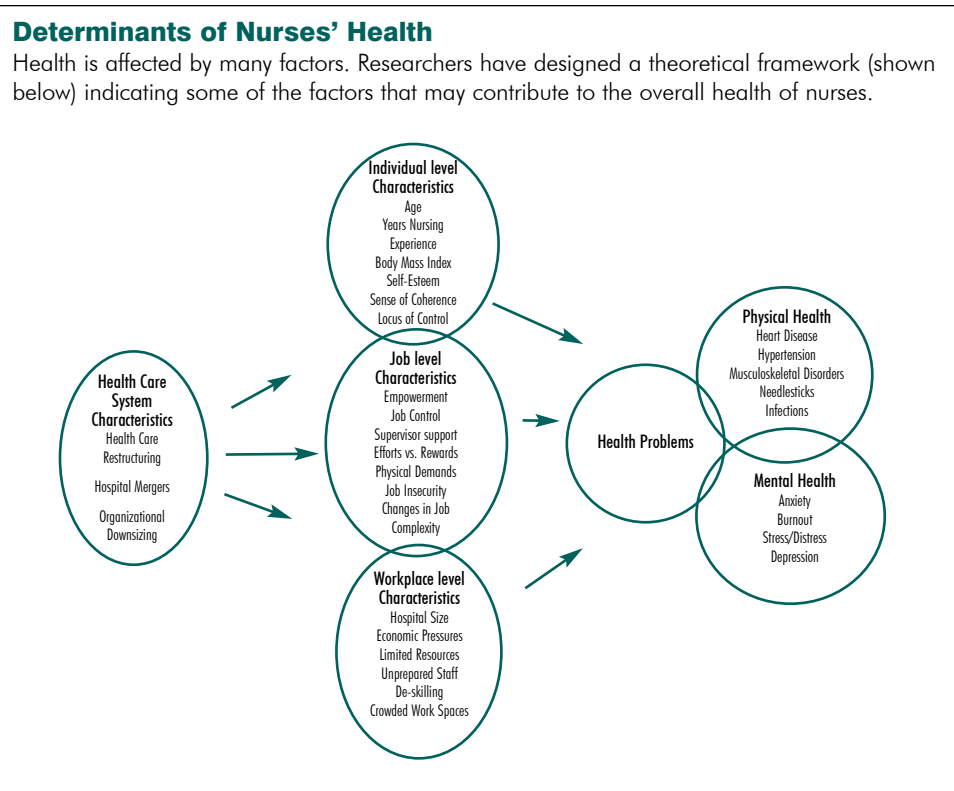 Determinants of Nurses’ Health
Health is affected by many factors. Researchers have designed a theoretical framework (shown
below) indicating some of the factors that may contribute to the overall health of nurses.
Health Care
System
Characteristics
Health Care
Restructuring
Hospital Mergers
Organizational
Downsizing
Individual level
Characteristics
Age
Years Nursing
Experience
Body Mass Index
Self-Esteem
Sense of Coherence
Locus of Control
Job level
Characteristics
Empowerment
Job Control
Supervisor support
Efforts vs. Rewards
Physical Demands
Job Insecurity
Changes in Job
Complexity
Workplace level
Characteristics
Hospital Size
Economic Pressures
Limited Resources
Unprepared Staff
De-skilling
Crowded Work Spaces
Health Problems
Physical Health
Heart Disease
Hypertension
Musculoskeletal Disorders
Needlesticks
Infections
Mental Health
Anxiety
Burnout
Stress/Distress
Depression